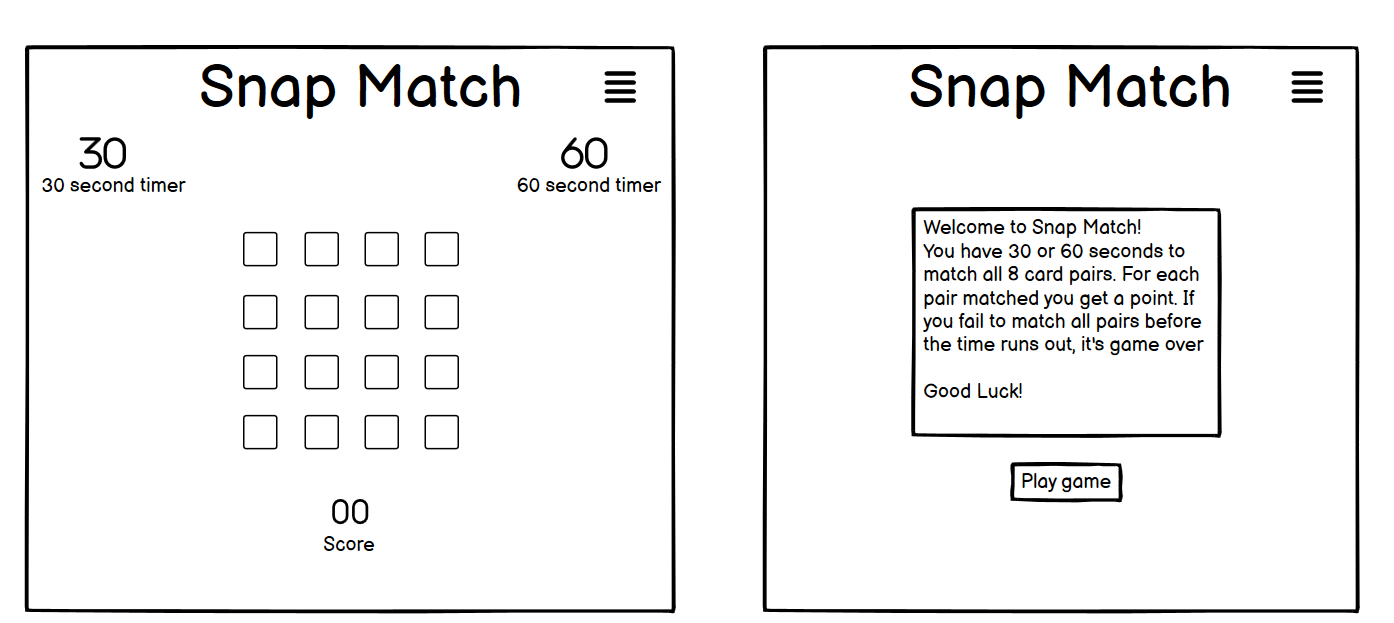 Snap Match
30
30 second timer
60
60 second timer
00
Score
Snap Match
Welcome to Snap Match!
You have 30 or 60 seconds to
match all 8 card pairs. For each
pair matched you get a point. If
you fail to match all pairs before
the time runs out, it's game over
Good Luck!
Play game